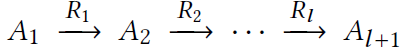 A₁ —R₁→ A₂ —R₂→ ⋯ —Rₗ→ Aₗ₊₁